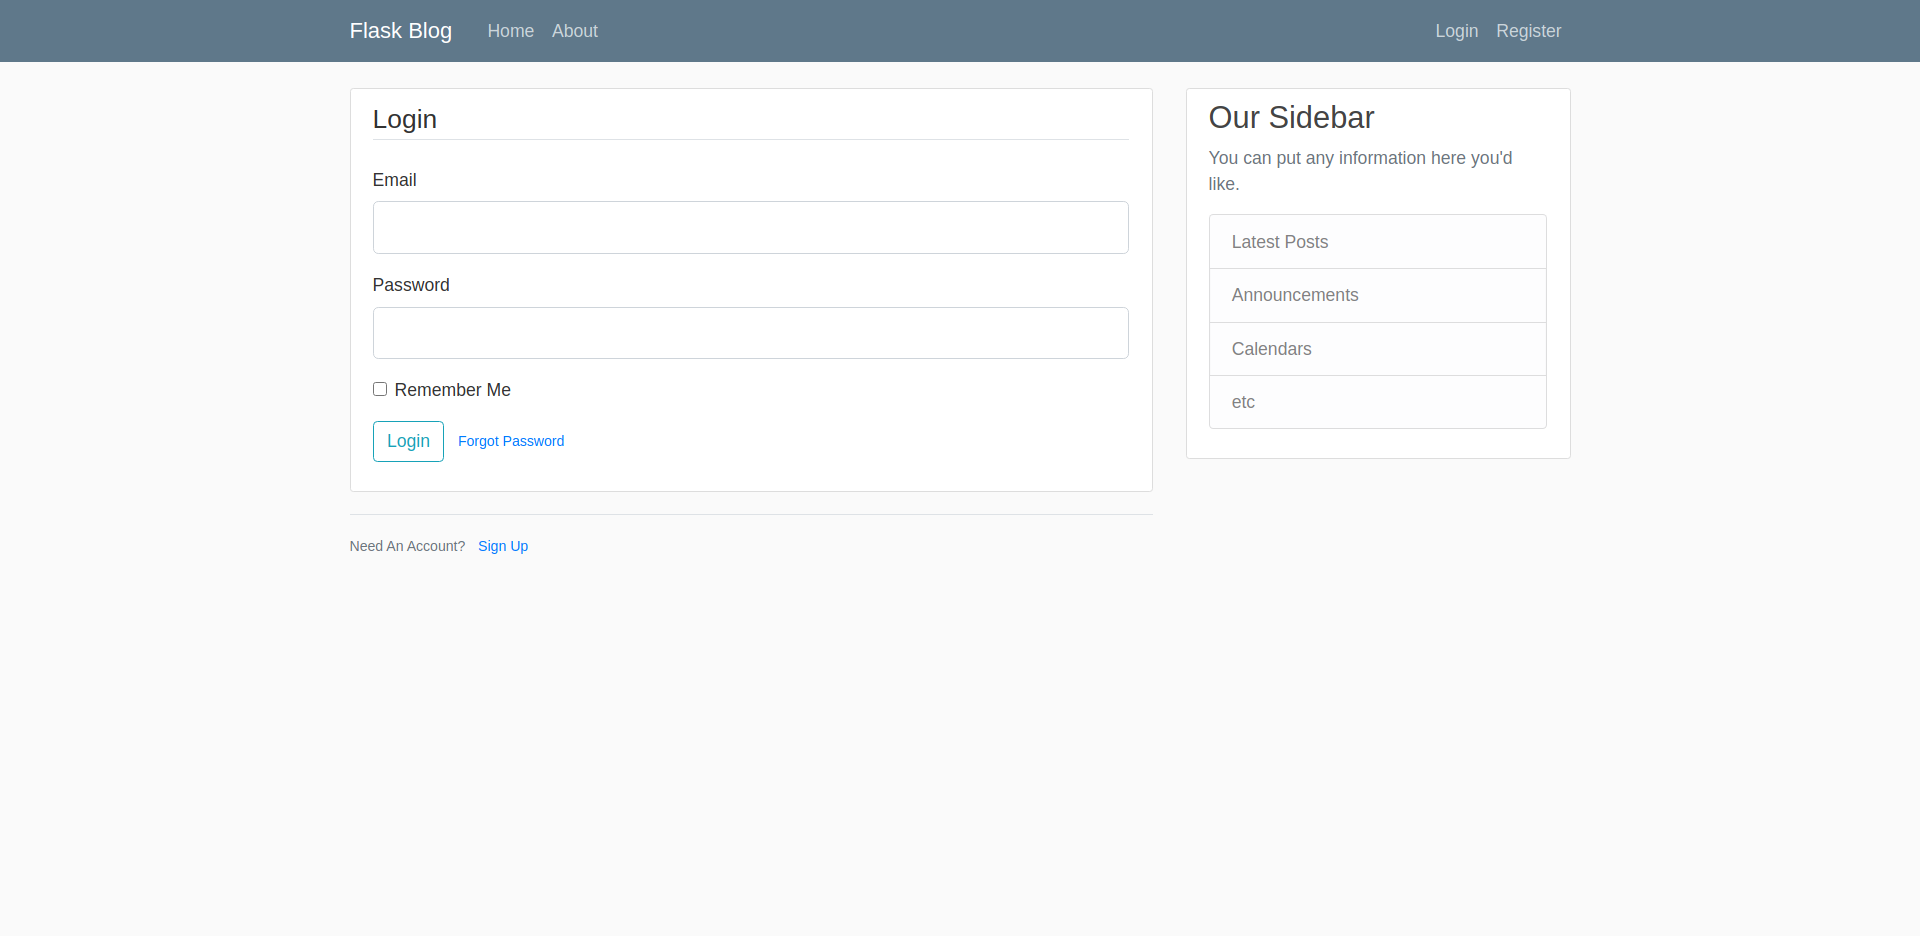 Flask Blog Home About Login Register
Login
Email
Password
Remember Me
Login Forgot Password
Need An Account? Sign Up
Our Sidebar
You can put any information here you'd
like.
Latest Posts
Announcements
Calendars
etc